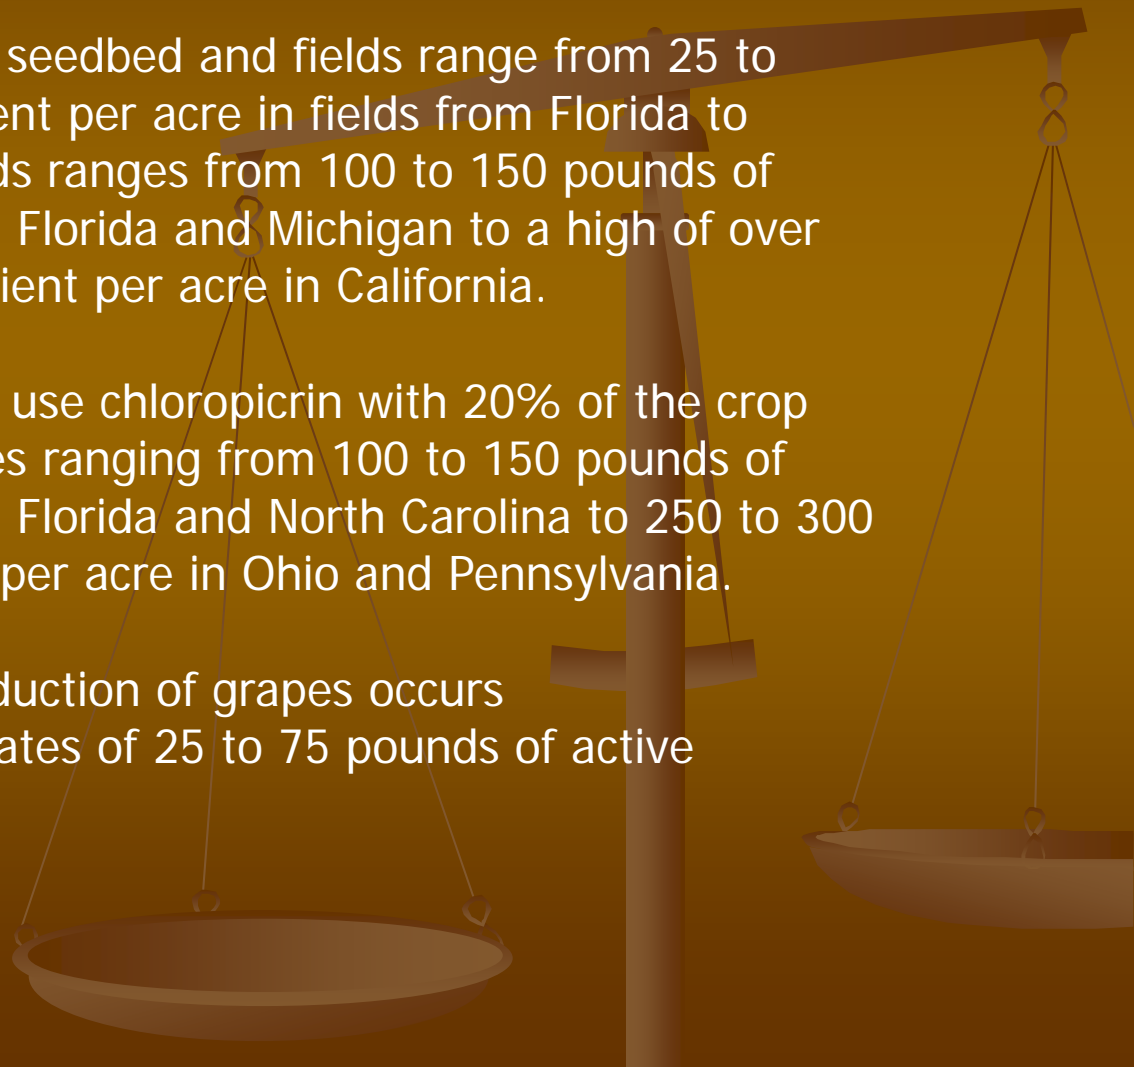 seedbed and fields range from 25 to
ent per acre in fields from Florida to
ds ranges from 100 to 150 pounds of
Florida and Michigan to a high of over
ient per acre in California.
use chloropicrin with 20% of the crop
es ranging from 100 to 150 pounds of
Florida and North Carolina to 250 to 300
per acre in Ohio and Pennsylvania.
duction of grapes occurs
ates of 25 to 75 pounds of active